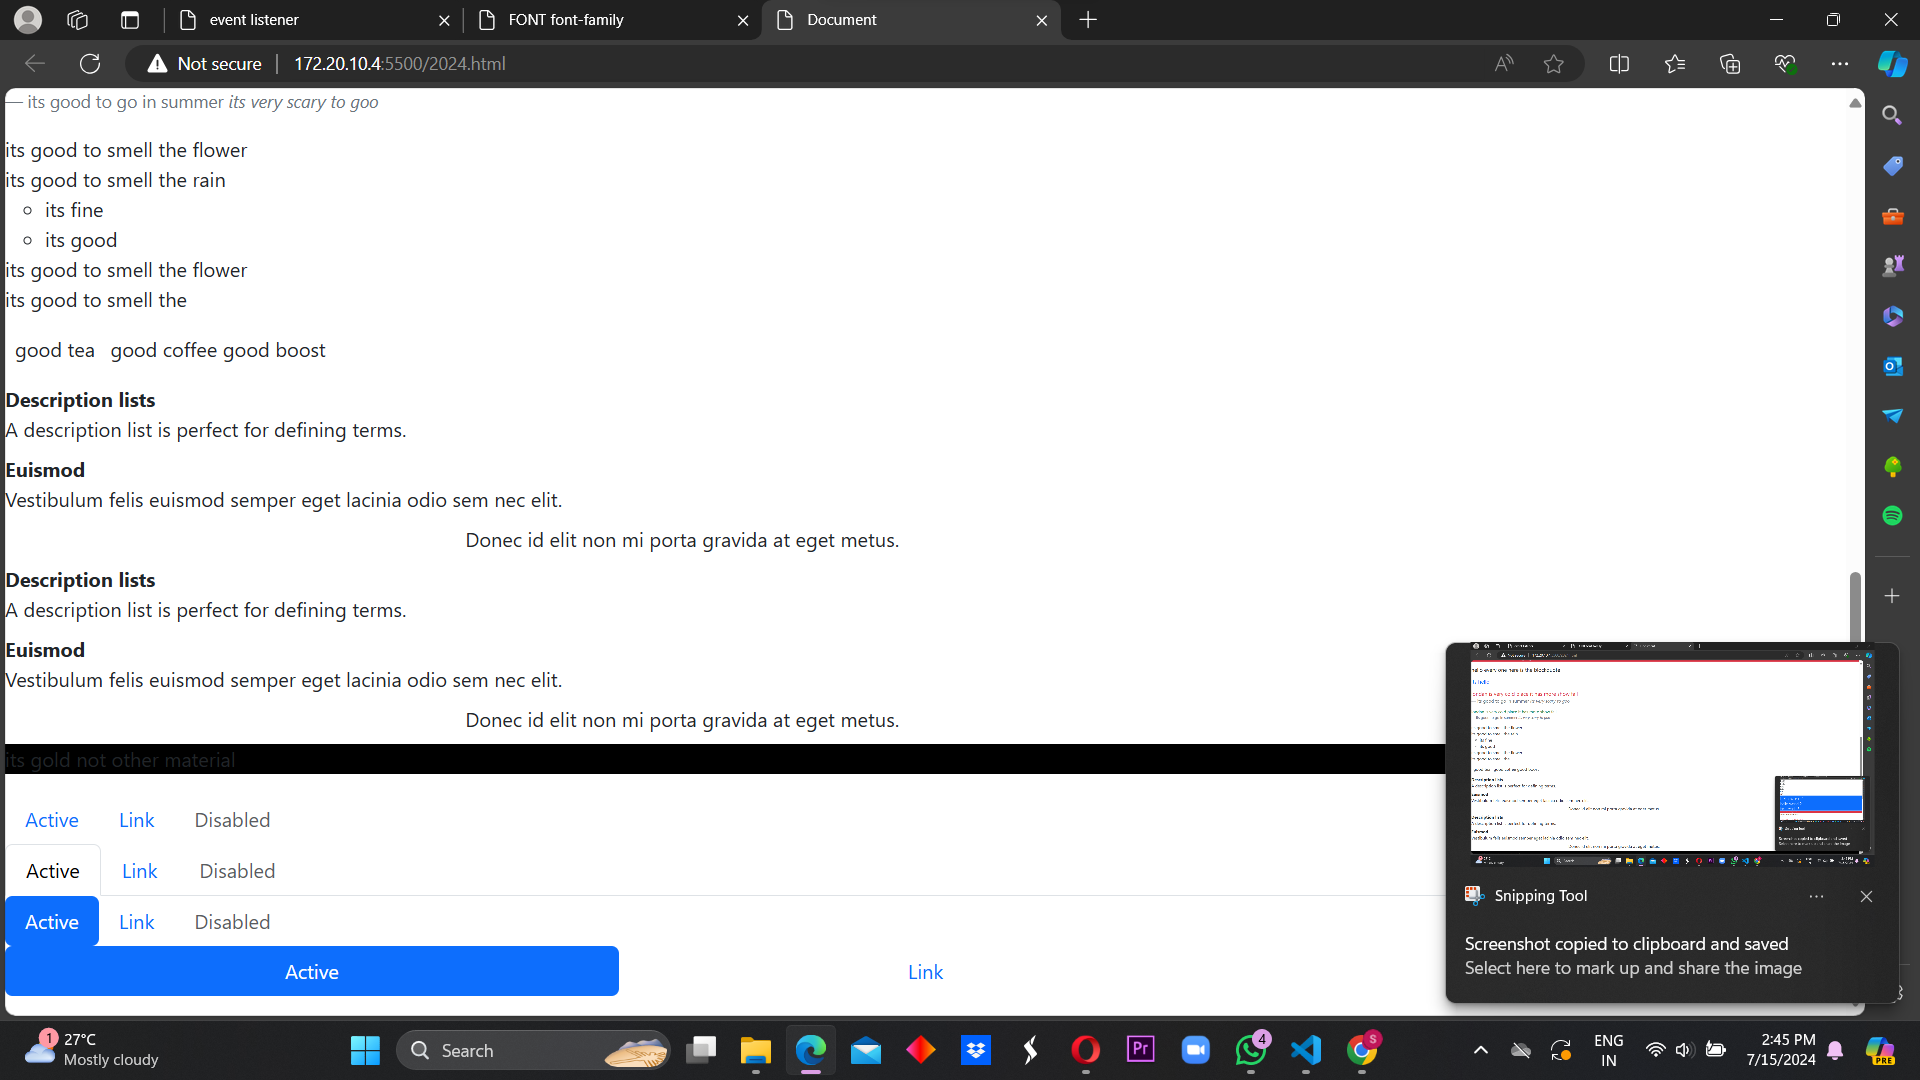 event listener
FONT font-family
Document
Not secure
172.20.10.4:5500/2024.html
— its good to go in summer its very scary to goo
its good to smell the flower
its good to smell the rain
its fine
its good
its good to smell the flower
its good to smell the
good tea good coffee good boost
Description lists
A description list is perfect for defining terms.
Euismod
Vestibulum felis euismod semper eget lacinia odio sem nec elit.
Donec id elit non mi porta gravida at eget metus.
Description lists
A description list is perfect for defining terms.
Euismod
Vestibulum felis euismod semper eget lacinia odio sem nec elit.
Donec id elit non mi porta gravida at eget metus.
its gold not other material
Active Link Disabled
Active Link Disabled
Active Link Disabled
Active Link
Snipping Tool
Screenshot copied to clipboard and saved
Select here to mark up and share the image
1
27°C
Mostly cloudy
Search
Pr
4
S
ENG
IN
2:45 PM
7/15/2024
PRE